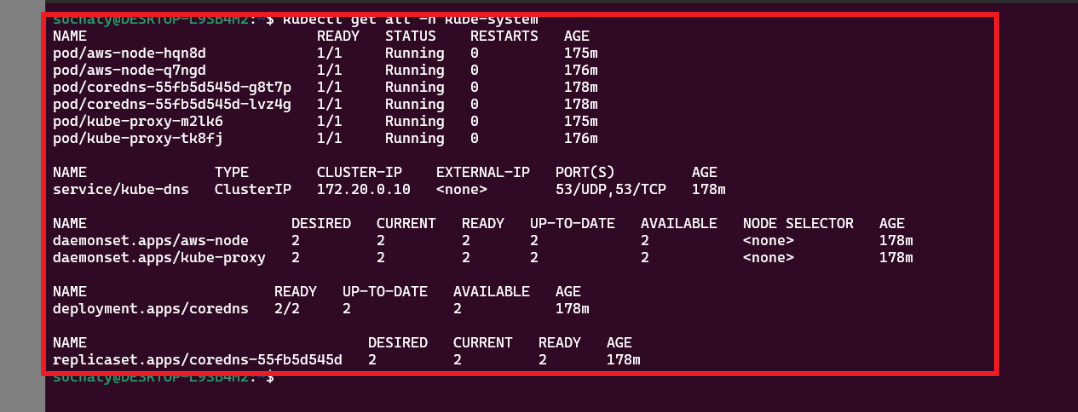 sochaty@DESKTOP-L9SB4M2:~$ kubectl get all -n kube-system
NAME READY STATUS RESTARTS AGE
pod/aws-node-hqn8d 1/1 Running 0 175m
pod/aws-node-q7ngd 1/1 Running 0 176m
pod/coredns-55fb5d545d-g8t7p 1/1 Running 0 178m
pod/coredns-55fb5d545d-lvz4g 1/1 Running 0 178m
pod/kube-proxy-m2lk6 1/1 Running 0 175m
pod/kube-proxy-tk8fj 1/1 Running 0 176m
NAME TYPE CLUSTER-IP EXTERNAL-IP PORT(S) AGE
service/kube-dns ClusterIP 172.20.0.10 <none> 53/UDP,53/TCP 178m
NAME DESIRED CURRENT READY UP-TO-DATE AVAILABLE NODE SELECTOR AGE
daemonset.apps/aws-node 2 2 2 2 2 <none> 178m
daemonset.apps/kube-proxy 2 2 2 2 2 <none> 178m
NAME READY UP-TO-DATE AVAILABLE AGE
deployment.apps/coredns 2/2 2 2 178m
NAME DESIRED CURRENT READY AGE
replicaset.apps/coredns-55fb5d545d 2 2 2 178m
sochaty@DESKTOP-L9SB4M2:~$